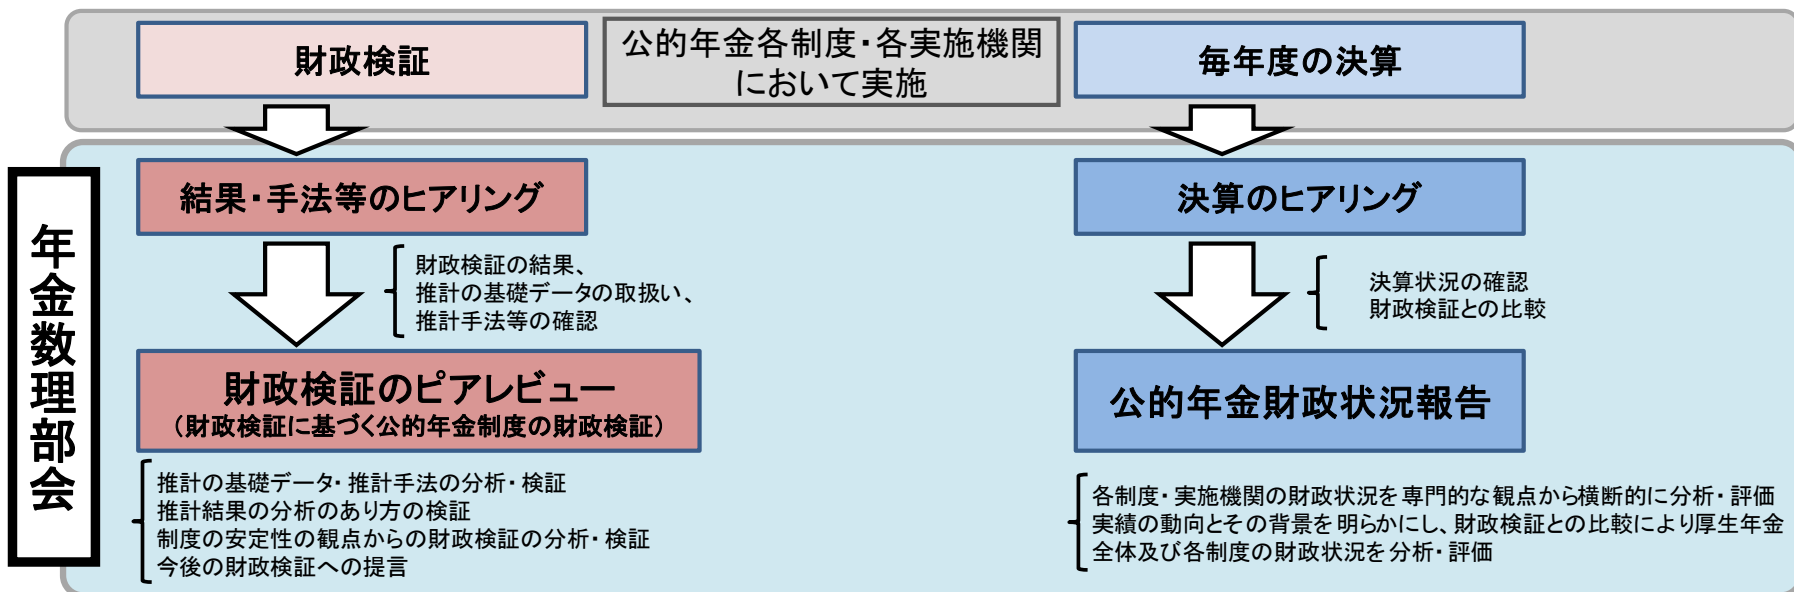 財政検証
公的年金各制度・各実施機関
において実施
毎年度の決算
年金数理部会
結果・手法等のヒアリング
財政検証の結果、
推計の基礎データの取扱い、
推計手法等の確認
財政検証のピアレビュー
（財政検証に基づく公的年金制度の財政検証）
推計の基礎データ・推計手法の分析・検証
推計結果の分析のあり方の検証
制度の安定性の観点からの財政検証の分析・検証
今後の財政検証への提言
決算のヒアリング
決算状況の確認
財政検証との比較
公的年金財政状況報告
各制度・実施機関の財政状況を専門的な観点から横断的に分析・評価
実績の動向とその背景を明らかにし、財政検証との比較により厚生年金
全体及び各制度の財政状況を分析・評価